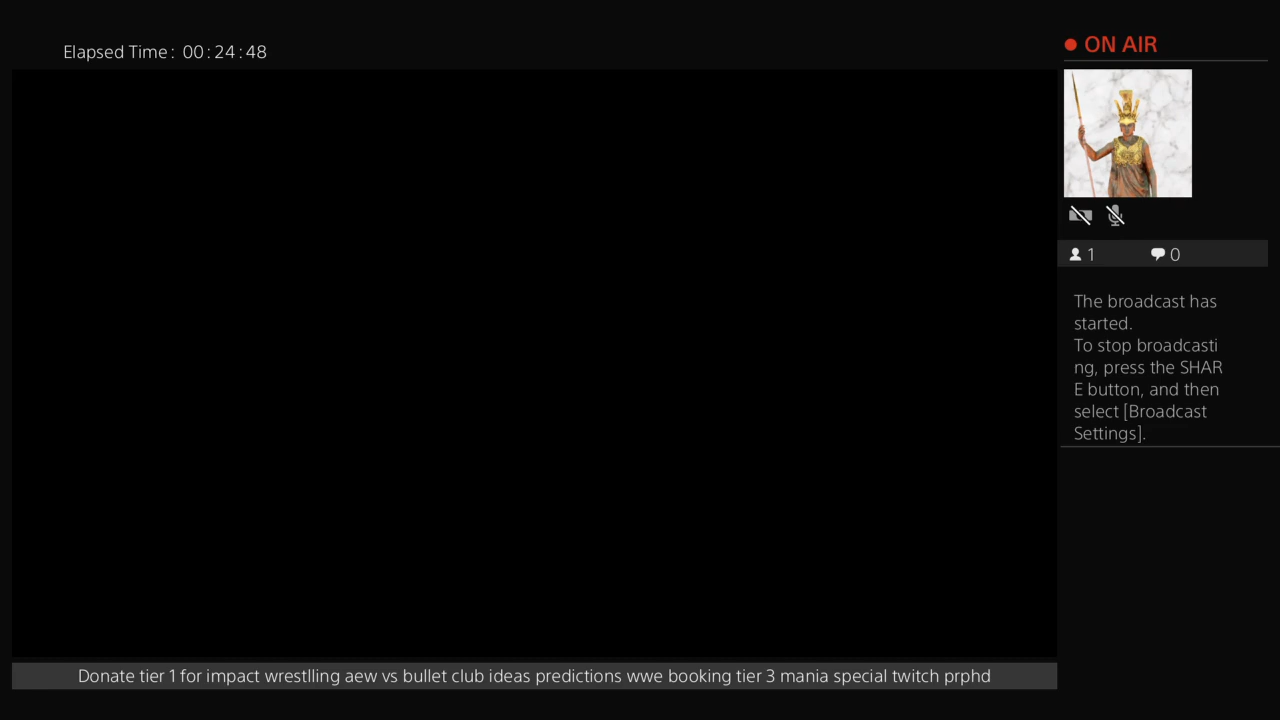 Elapsed Time: 00:24:48
ON AIR
1 0
The broadcast has
started.
To stop broadcasti
ng, press the SHAR
E button, and then
select [Broadcast
Settings].
Donate tier 1 for impact wrestlling aew vs bullet club ideas predictions wwe booking tier 3 mania special twitch prphd